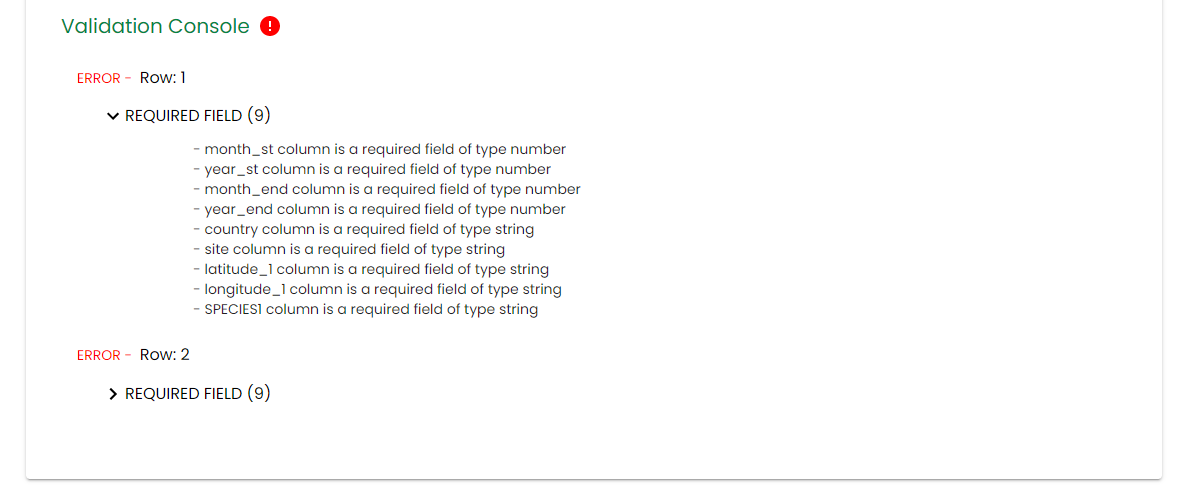 Validation Console
ERROR - Row: 1
REQUIRED FIELD (9)
- month_st column is a required field of type number
- year_st column is a required field of type number
- month_end column is a required field of type number
- year_end column is a required field of type number
- country column is a required field of type string
- site column is a required field of type string
- latitude_1 column is a required field of type string
- longitude_1 column is a required field of type string
- SPECIES1 column is a required field of type string
ERROR - Row: 2
REQUIRED FIELD (9)